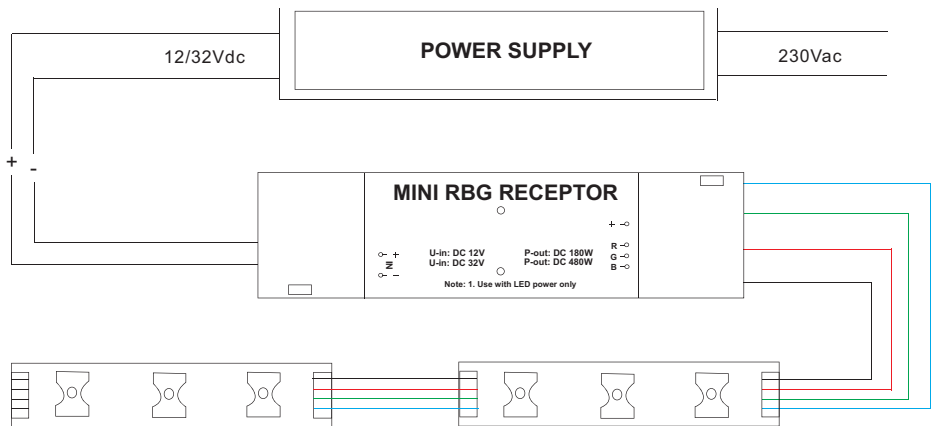 POWER SUPPLY
12/32Vdc
230Vac
+
-
MINI RBG RECEPTOR
+
R
G
B
+
IN
-
U-in: DC 12V
U-in: DC 32V
P-out: DC 180W
P-out: DC 480W
Note: 1. Use with LED power only